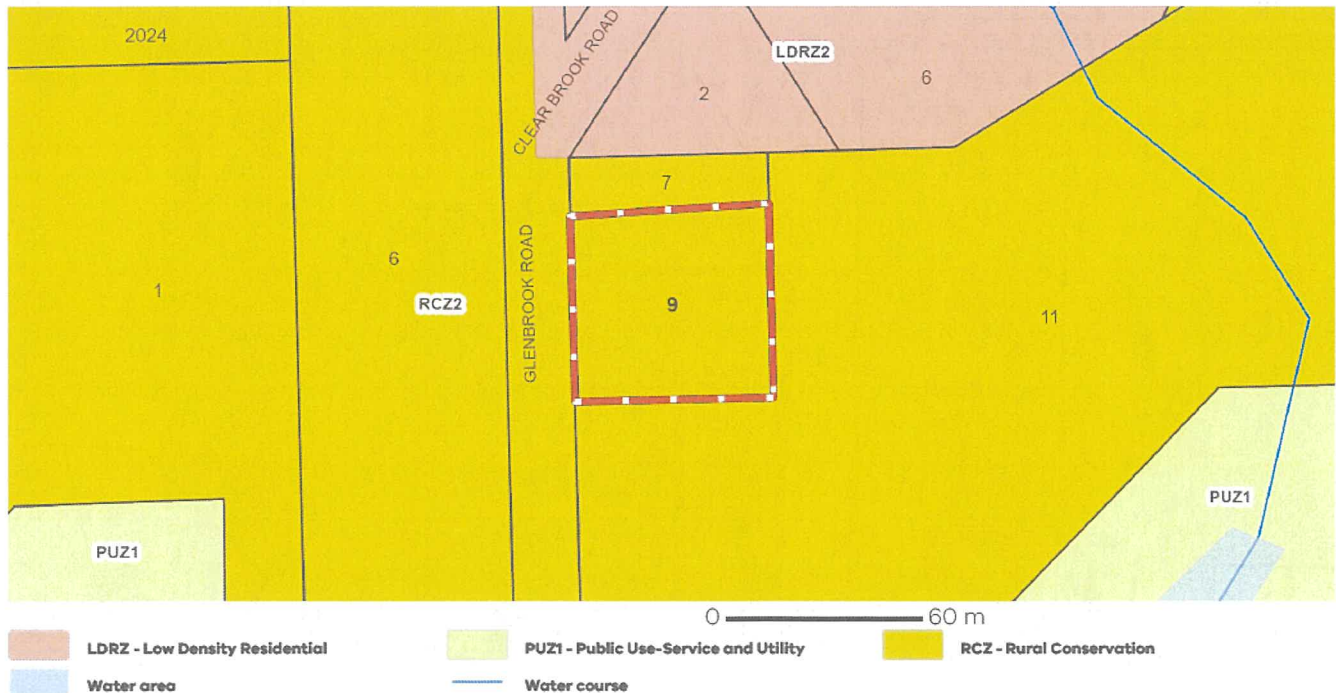 2024
CLEAR BROOK ROAD
LDRZ2
2
6
7
GLENBROOK ROAD
1
6
RCZ2
9
11
PUZ1
PUZ1
0 60 m
LDRZ - Low Density Residential
PUZ1 - Public Use-Service and Utility
RCZ - Rural Conservation
Water area
Water course